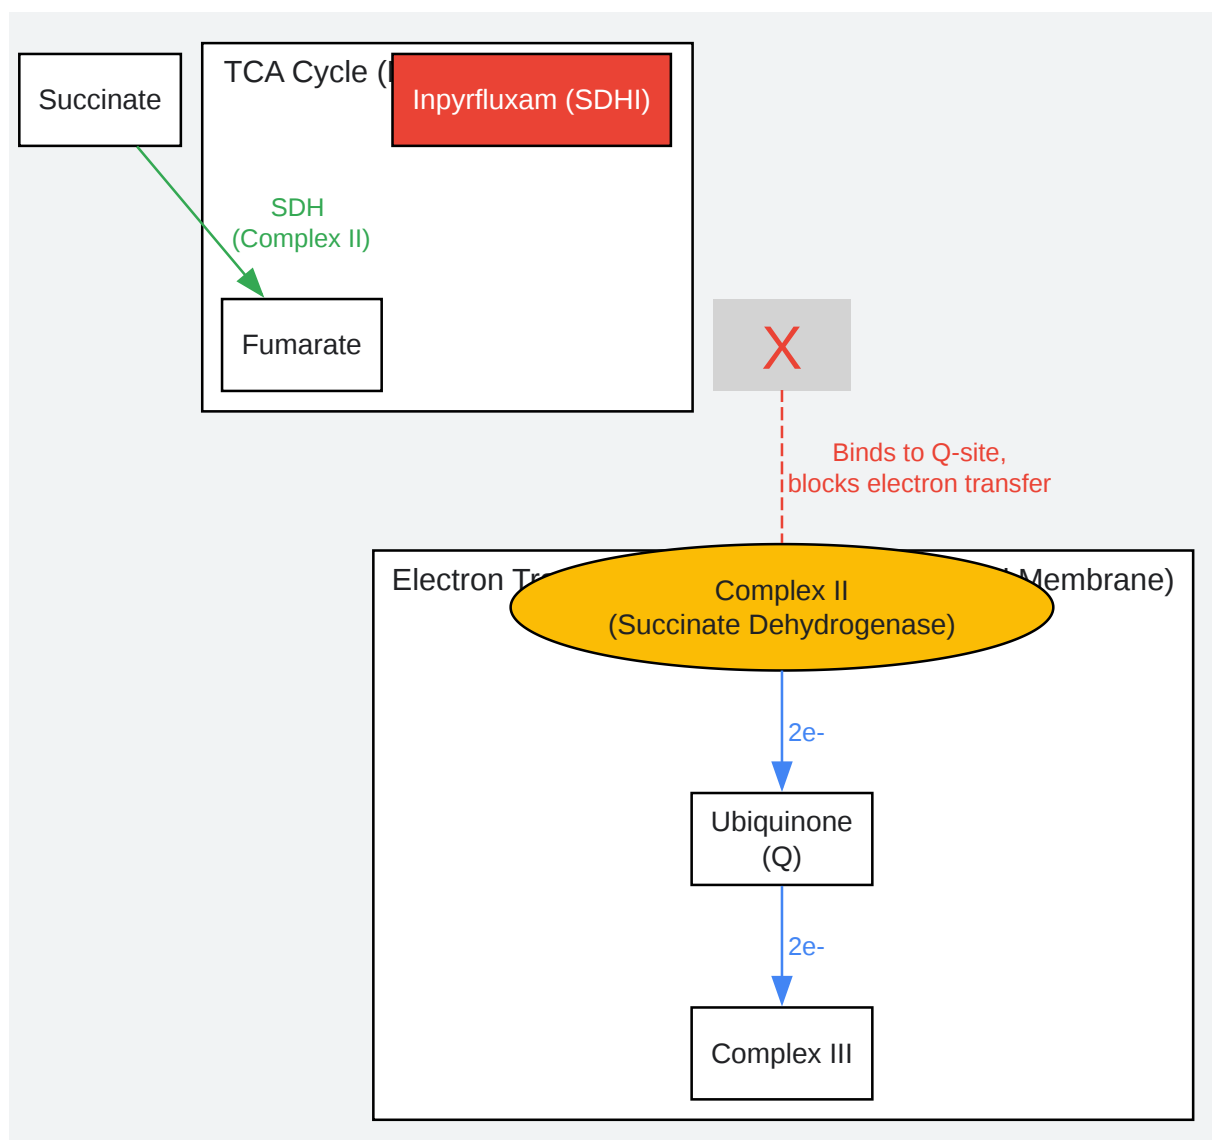 Succinate
TCA Cycle (
Inpyrfluxam (SDHI)
SDH
(Complex II)
Fumarate
X
Binds to Q-site,
blocks electron transfer
Electron Membrane)
Complex II
(Succinate Dehydrogenase)
2e-
Ubiquinone
(Q)
2e-
Complex III